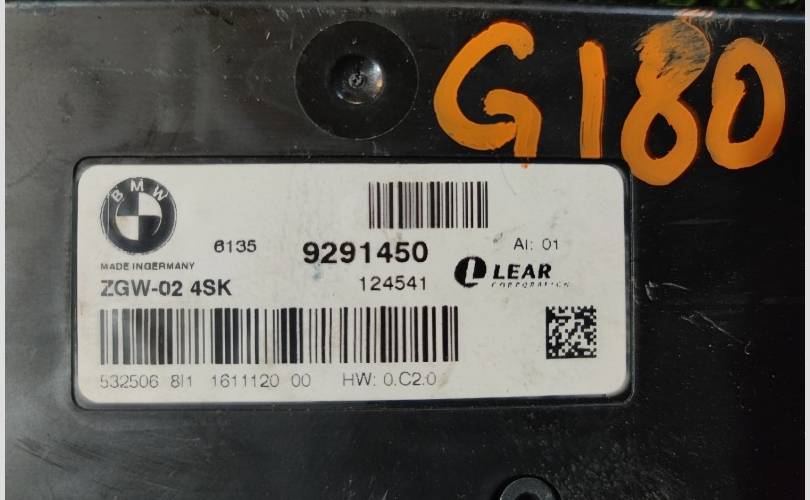 G180
BMW
6135 9291450 AI: 01
MADE IN GERMANY
ZGW-02 4SK 124541 LEAR
CORPORATION
532506 8I1 1611120 00 HW: 0.C2.0